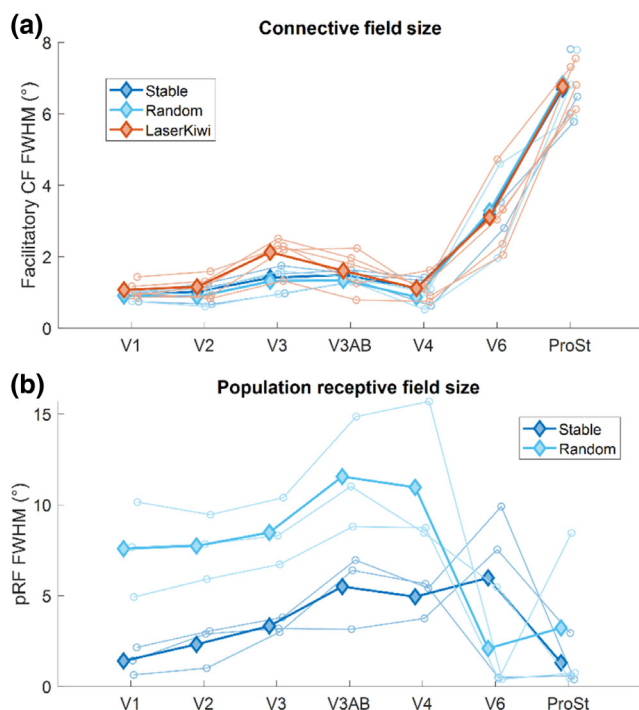 (a)
Connective field size
Facilitatory CF FWHM (°)
8
6
4
2
0
Stable
Random
LaserKiwi
V1 V2 V3 V3AB V4 V6 ProSt
(b)
Population receptive field size
pRF FWHM (°)
15
10
5
0
Stable
Random
V1 V2 V3 V3AB V4 V6 ProSt